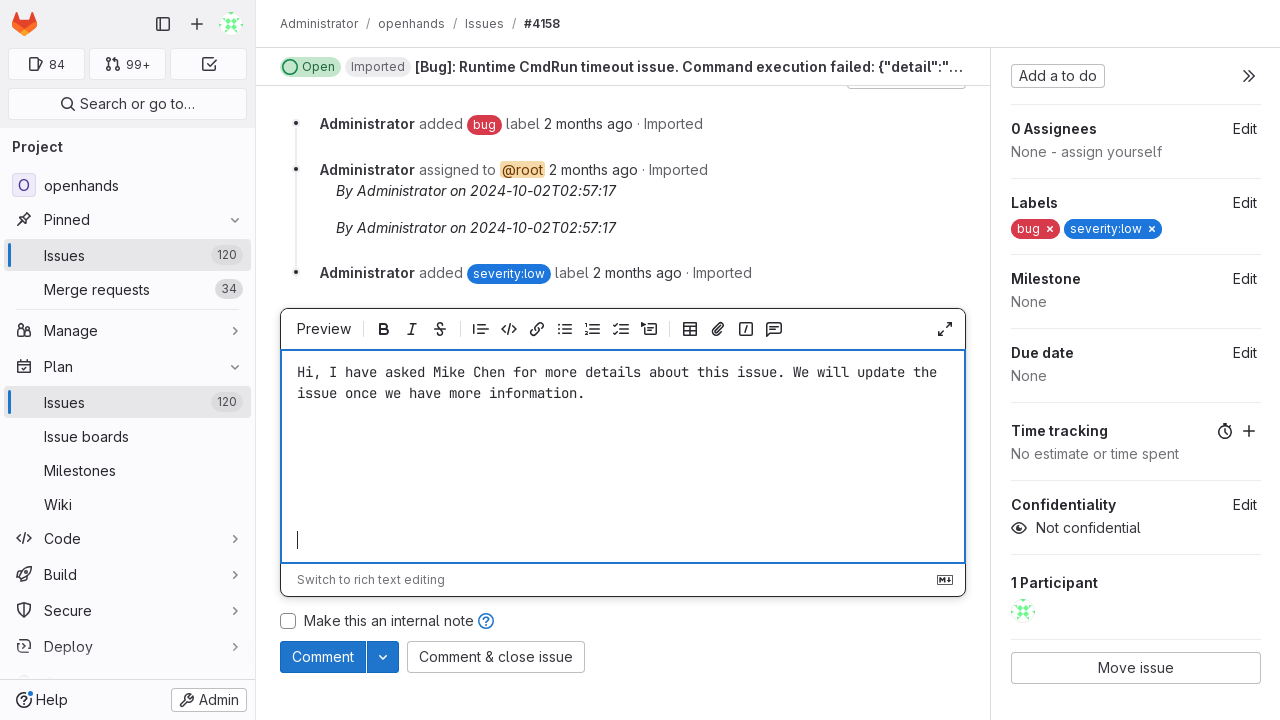 Administrator / openhands / Issues / #4158
84
99+
Search or go to…
Open
Imported
[Bug]: Runtime CmdRun timeout issue. Command execution failed: {"detail":"…
Project
O openhands
Pinned
Issues 120
Merge requests 34
Manage
Plan
Issues 120
Issue boards
Milestones
Wiki
Code
Build
Secure
Deploy
Help
Admin
Administrator added bug label 2 months ago · Imported
Administrator assigned to @root 2 months ago · Imported
By Administrator on 2024-10-02T02:57:17
By Administrator on 2024-10-02T02:57:17
Administrator added severity:low label 2 months ago · Imported
Preview
Hi, I have asked Mike Chen for more details about this issue. We will update the
issue once we have more information.
Switch to rich text editing
Make this an internal note
Comment
Comment & close issue
Add a to do
0 Assignees Edit
None - assign yourself
Labels Edit
bug × severity:low ×
Milestone Edit
None
Due date Edit
None
Time tracking
No estimate or time spent
Confidentiality Edit
Not confidential
1 Participant
Move issue